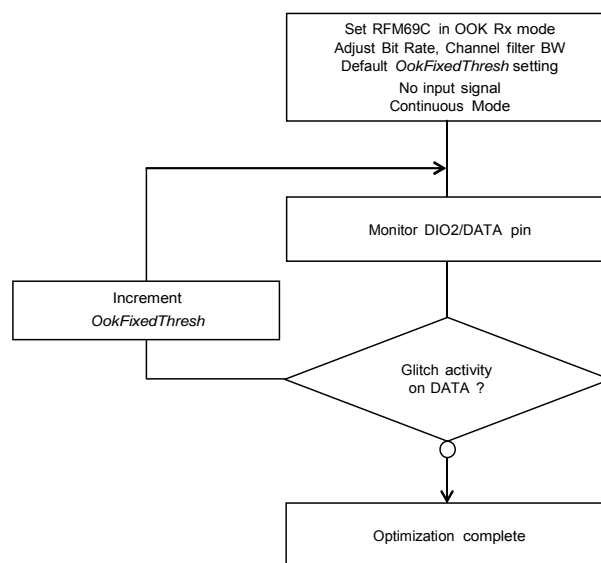 Set RFM69C in OOK Rx mode
Adjust Bit Rate, Channel filter BW
Default OokFixedThresh setting
No input signal
Continuous Mode
Monitor DIO2/DATA pin
Increment
OokFixedThresh
Glitch activity
on DATA ?
Optimization complete